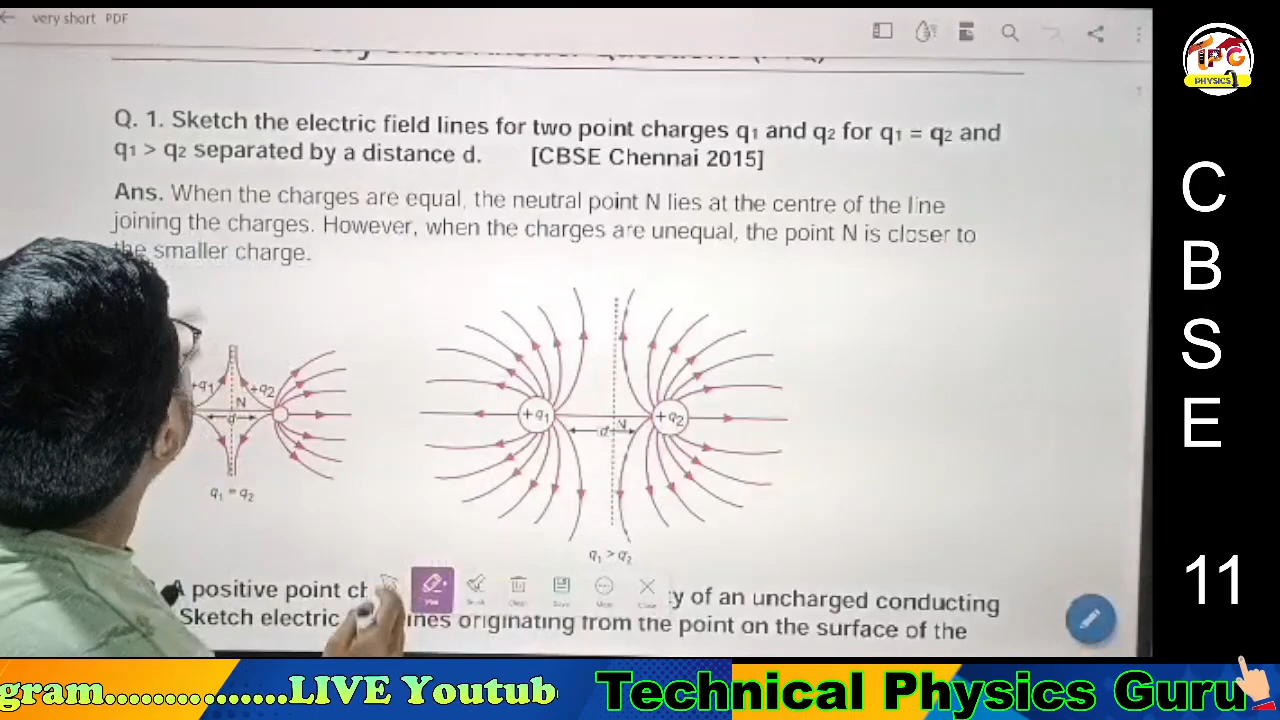 very short PDF
TPG
PHYSICS
Q. 1. Sketch the electric field lines for two point charges q₁ and q₂ for q₁ = q₂ and
q₁ > q₂ separated by a distance d. [CBSE Chennai 2015]
Ans. When the charges are equal, the neutral point N lies at the centre of the line
joining the charges. However, when the charges are unequal, the point N is closer to
the smaller charge.
+q₁ +q₂
N
d
q₁ = q₂
+q₁ d N +q₂
q₁ > q₂
A positive point ch
y of an uncharged conducting
Sketch electric
lines originating from the point on the surface of the
Close
C
B
S
E
11
gram...............LIVE Youtub
Technical Physics Guru